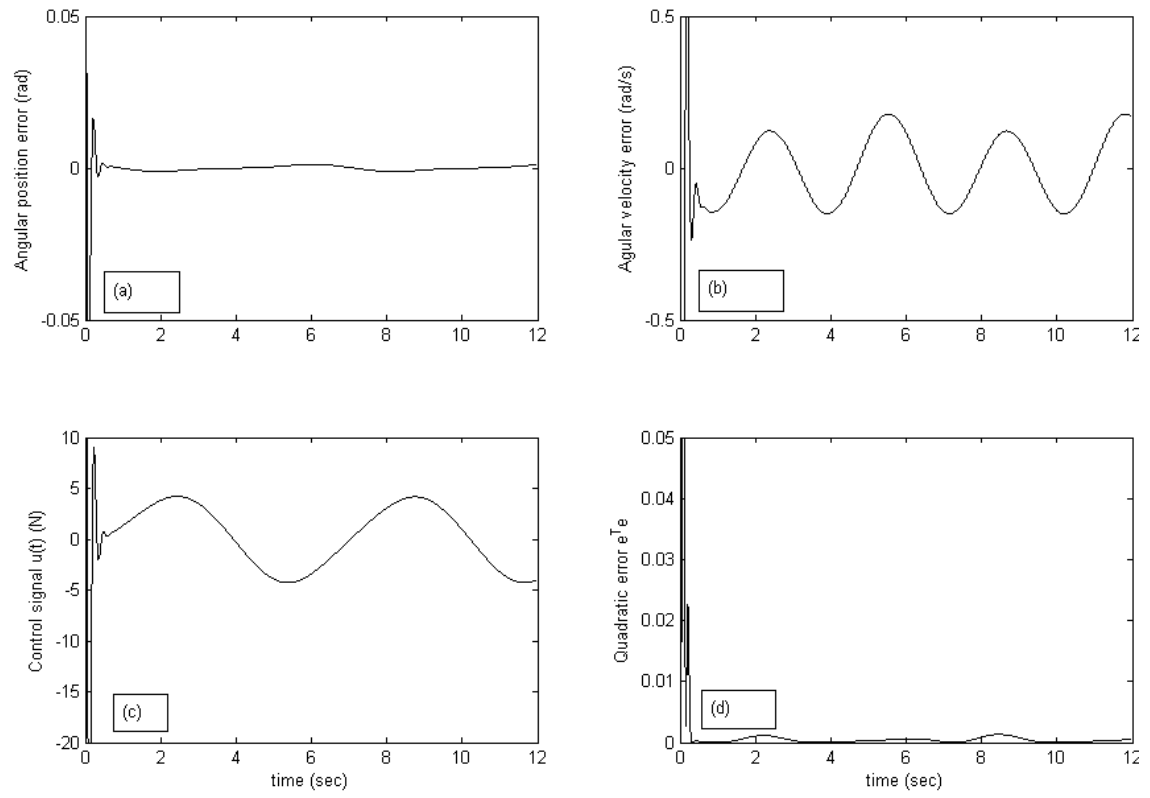 0.05
0
-0.05
Angular position error (rad)
(a)
0 2 4 6 8 10 12
0.5
0
-0.5
Agular velocity error (rad/s)
(b)
0 2 4 6 8 10 12
10
5
0
-5
-10
-15
-20
Control signal u(t) (N)
(c)
0 2 4 6 8 10 12
time (sec)
0.05
0.04
0.03
0.02
0.01
0
Quadratic error eᵀe
(d)
0 2 4 6 8 10 12
time (sec)